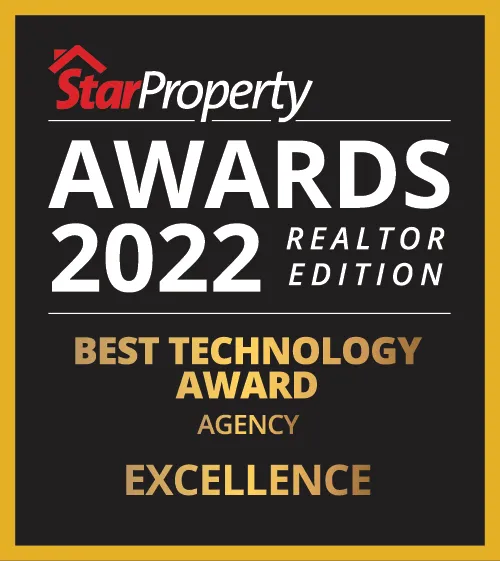 StarProperty
AWARDS
2022 REALTOR
EDITION
BEST TECHNOLOGY
AWARD
AGENCY
EXCELLENCE